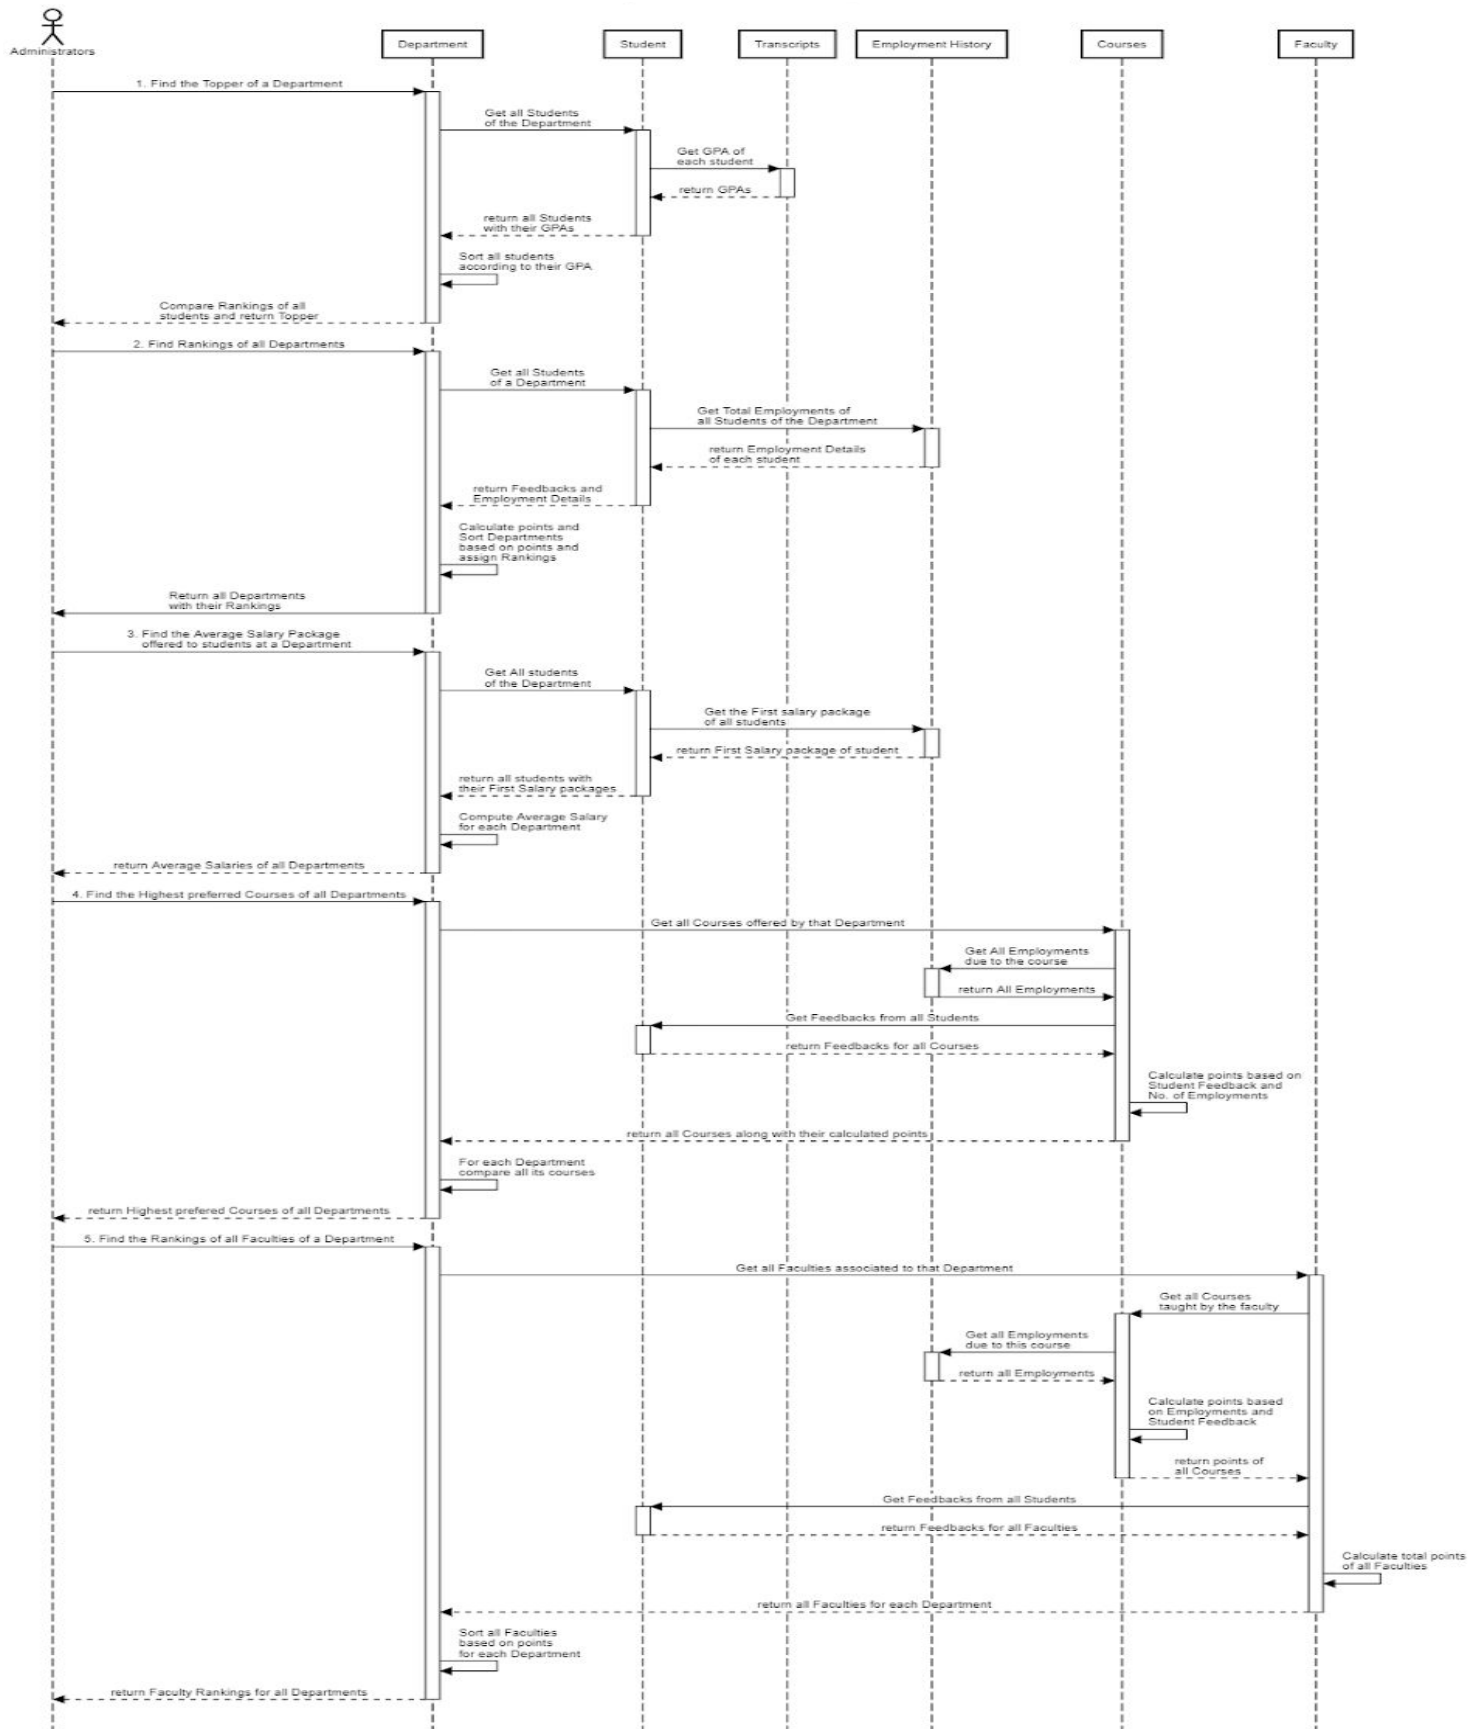 Administrators
Department
Student
Transcripts
Employment History
Courses
Faculty
1. Find the Topper of a Department
Get all Students
of the Department
Get GPA of
each student
return GPAs
return all Students
with their GPAs
Sort all students
according to their GPA
Compare Rankings of all
students and return Topper
2. Find Rankings of all Departments
Get all Students
of a Department
Get Total Employments of
all Students of the Department
return Employment Details
of each student
return Feedbacks and
Employment Details
Calculate points and
Sort Departments
based on points and
assign Rankings
Return all Departments
with their Rankings
3. Find the Average Salary Package
offered to students at a Department
Get All students
of the Department
Get the First salary package
of all students
return First Salary package of student
return all students with
their First Salary packages
Compute Average Salary
for each Department
return Average Salaries of all Departments
4. Find the Highest preferred Courses of all Departments
Get all Courses offered by that Department
Get All Employments
due to the course
return All Employments
Get Feedbacks from all Students
return Feedbacks for all Courses
Calculate points based on
Student Feedback and
No. of Employments
return all Courses along with their calculated points
For each Department
compare all its courses
return Highest prefered Courses of all Departments
5. Find the Rankings of all Faculties of a Department
Get all Faculties associated to that Department
Get all Courses
taught by the faculty
Get all Employments
due to this course
return all Employments
Calculate points based
on Employments and
Student Feedback
return points of
all Courses
Get Feedbacks from all Students
return Feedbacks for all Faculties
Calculate total points
of all Faculties
return all Faculties for each Department
Sort all Faculties
based on points
for each Department
return Faculty Rankings for all Departments